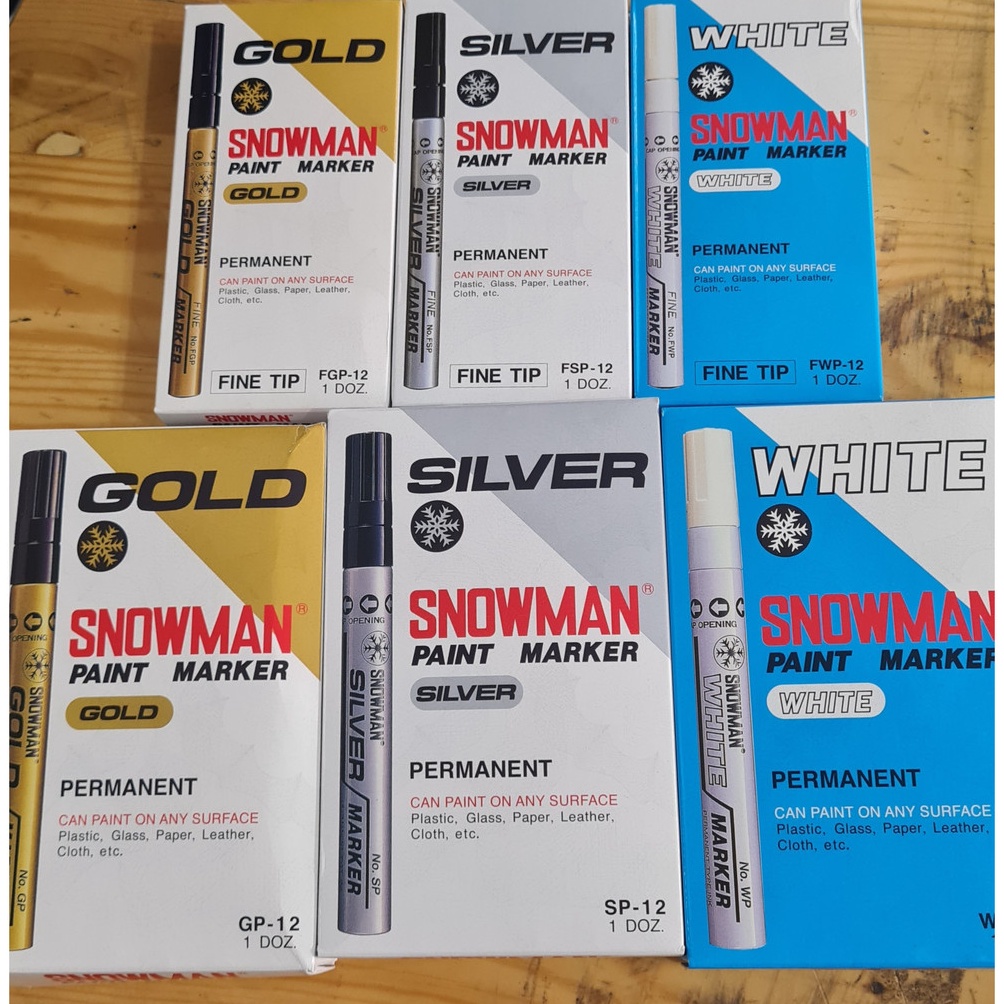 GOLD
SNOWMAN®
PAINT MARKER
GOLD
PERMANENT
CAN PAINT ON ANY SURFACE
Plastic, Glass, Paper, Leather,
Cloth, etc.
FINE TIP
FGP-12
1 DOZ.
SNOWMAN
GOLD
MARKER
FINE No. FGP
SNOWMAN
SILVER
SNOWMAN®
PAINT MARKER
SILVER
PERMANENT
CAN PAINT ON ANY SURFACE
Plastic, Glass, Paper, Leather,
Cloth, etc.
FINE TIP
FSP-12
1 DOZ.
SNOWMAN
SILVER
MARKER
FINE No. FSP
WHITE
SNOWMAN®
PAINT MARKER
WHITE
PERMANENT
CAN PAINT ON ANY SURFACE
Plastic, Glass, Paper, Leather,
Cloth, etc.
FINE TIP
FWP-12
1 DOZ.
SNOWMAN
WHITE
MARKER
FINE No. FWP
GOLD
SNOWMAN®
PAINT MARKER
GOLD
PERMANENT
CAN PAINT ON ANY SURFACE
Plastic, Glass, Paper, Leather,
Cloth, etc.
GP-12
1 DOZ.
OPENING
SNOWMAN®
GOLD
No. GP
SNOWMAN
SILVER
SNOWMAN®
PAINT MARKER
SILVER
PERMANENT
CAN PAINT ON ANY SURFACE
Plastic, Glass, Paper, Leather,
Cloth, etc.
SP-12
1 DOZ.
OPENING
SNOWMAN®
SILVER
MARKER
No. SP
WHITE
SNOWMAN
PAINT MARKER
WHITE
PERMANENT
CAN PAINT ON ANY SURFACE
Plastic, Glass, Paper, Leather,
Cloth, etc.
OPENING
SNOWMAN®
WHITE
MARKER
PERMANENT TYPE INK
No. WP